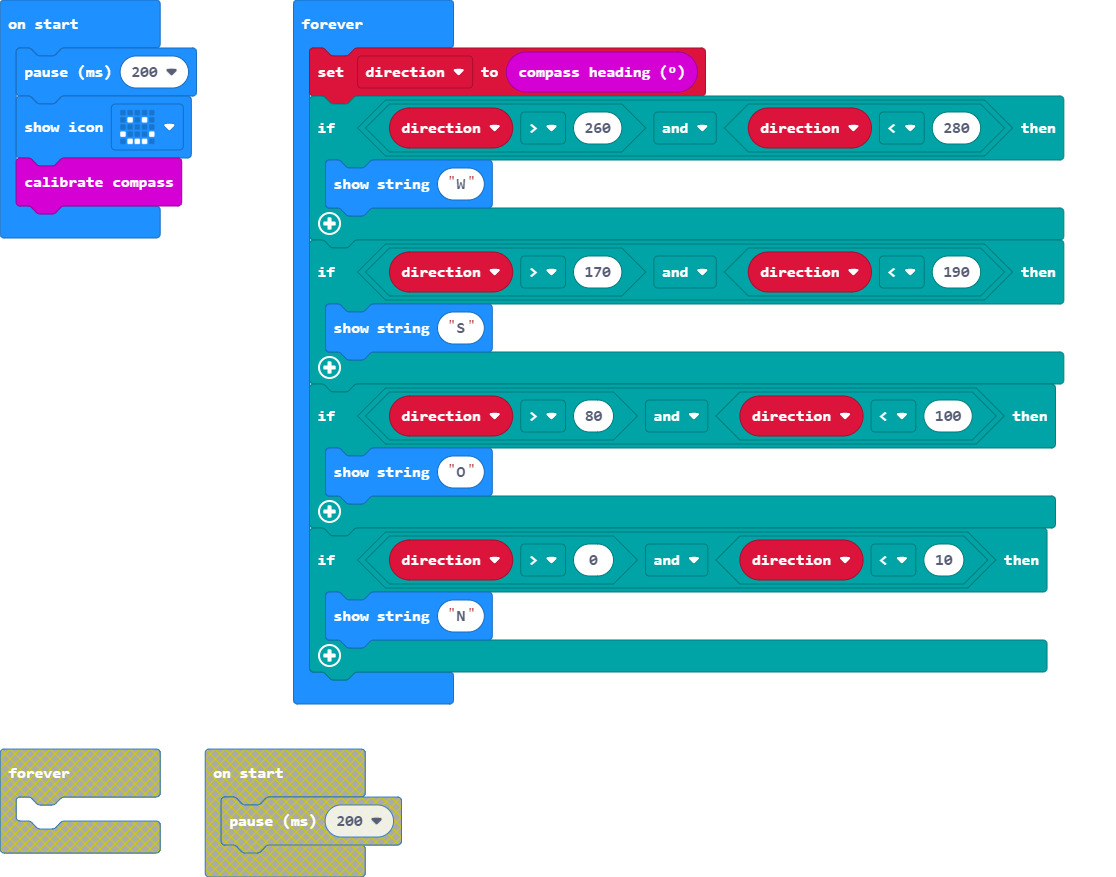 on start
pause (ms) 200
show icon
calibrate compass
forever
set direction to compass heading (º)
if direction > 260 and direction < 280 then
show string "W"
if direction > 170 and direction < 190 then
show string "S"
if direction > 80 and direction < 100 then
show string "O"
if direction > 0 and direction < 10 then
show string "N"
forever
on start
pause (ms) 200